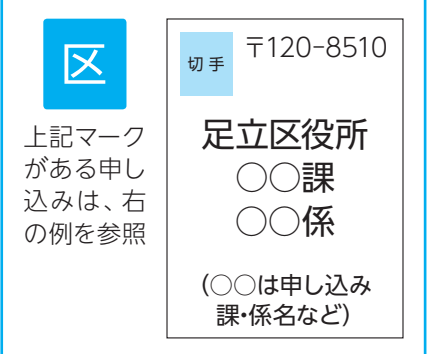 区
上記マーク
がある申し
込みは、右
の例を参照
切手
〒120-8510
足立区役所
○○課
○○係
(○○は申し込み
課・係名など)